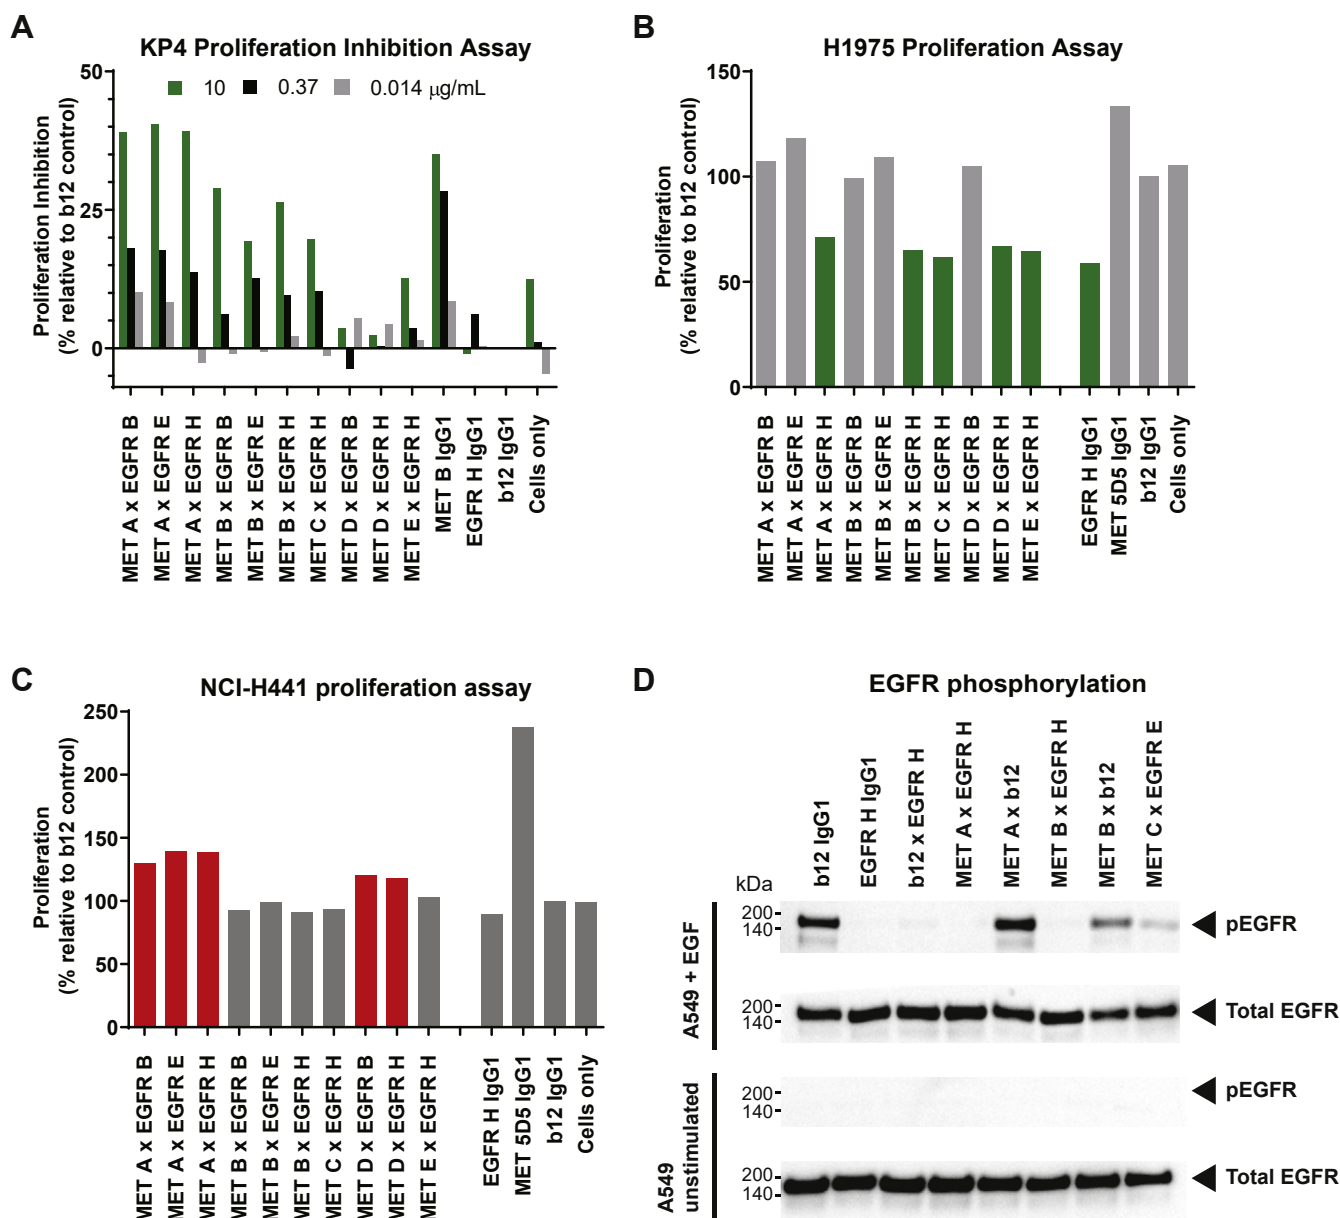 A
KP4 Proliferation Inhibition Assay
10 0.37 0.014 μg/mL
Proliferation Inhibition
(% relative to b12 control)
50
25
0
MET A x EGFR B
MET A x EGFR E
MET A x EGFR H
MET B x EGFR B
MET B x EGFR E
MET B x EGFR H
MET C x EGFR H
MET D x EGFR B
MET D x EGFR H
MET E x EGFR H
MET B IgG1
EGFR H IgG1
b12 IgG1
Cells only
B
H1975 Proliferation Assay
Proliferation
(% relative to b12 control)
150
100
50
0
MET A x EGFR B
MET A x EGFR E
MET A x EGFR H
MET B x EGFR B
MET B x EGFR E
MET B x EGFR H
MET C x EGFR H
MET D x EGFR B
MET D x EGFR H
MET E x EGFR H
EGFR H IgG1
MET 5D5 IgG1
b12 IgG1
Cells only
C
NCI-H441 proliferation assay
Proliferation
(% relative to b12 control)
250
200
150
100
50
0
MET A x EGFR B
MET A x EGFR E
MET A x EGFR H
MET B x EGFR B
MET B x EGFR E
MET B x EGFR H
MET C x EGFR H
MET D x EGFR B
MET D x EGFR H
MET E x EGFR H
EGFR H IgG1
MET 5D5 IgG1
b12 IgG1
Cells only
D
EGFR phosphorylation
b12 IgG1
EGFR H IgG1
b12 x EGFR H
MET A x EGFR H
MET A x b12
MET B x EGFR H
MET B x b12
MET C x EGFR E
kDa
A549 + EGF
200
140
pEGFR
200
140
Total EGFR
A549
unstimulated
200
140
pEGFR
200
140
Total EGFR